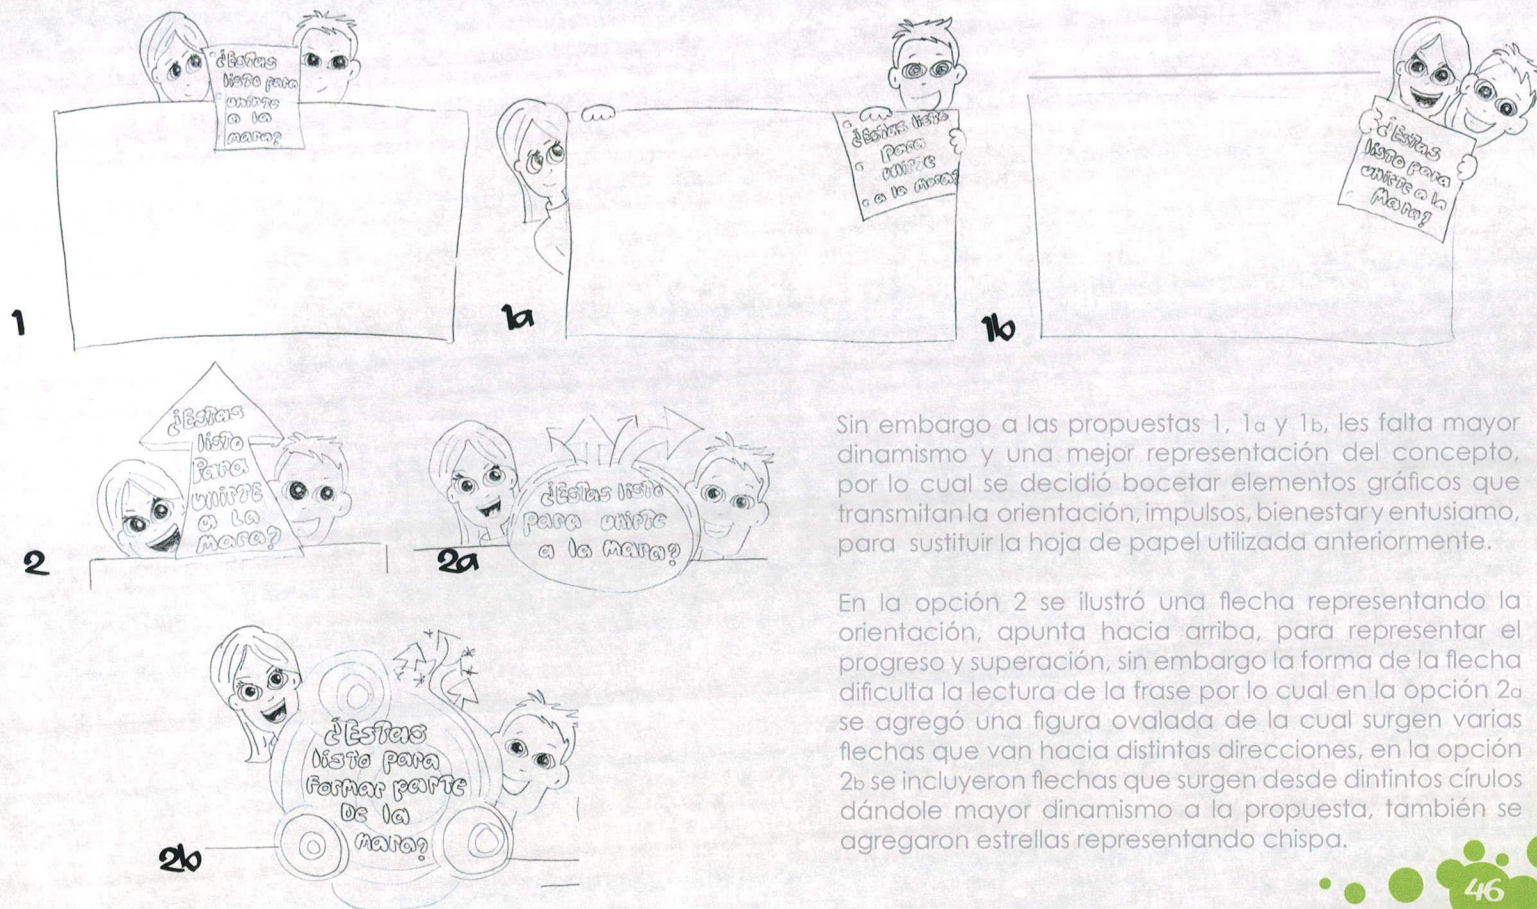 ¿Estas
listo para
unirte
a la
mara?
1
¿Estas listo
para
unirte
a la Mara?
1a
¿Estas
listo para
unirte a la
Mara?
1b
¿Estas
listo
Para
unirte
a La
Mara?
2
¿Estas listo
para unirte
a la Mara?
2a
¿Estas
listo para
Formar parte
De la
mara?
2b
Sin embargo a las propuestas 1, 1a y 1b, les falta mayor
dinamismo y una mejor representación del concepto,
por lo cual se decidió bocetar elementos gráficos que
transmitan la orientación, impulsos, bienestar y entusiamo,
para sustituir la hoja de papel utilizada anteriormente.
En la opción 2 se ilustró una flecha representando la
orientación, apunta hacia arriba, para representar el
progreso y superación, sin embargo la forma de la flecha
dificulta la lectura de la frase por lo cual en la opción 2a
se agregó una figura ovalada de la cual surgen varias
flechas que van hacia distintas direcciones, en la opción
2b se incluyeron flechas que surgen desde dintintos círulos
dándole mayor dinamismo a la propuesta, también se
agregaron estrellas representando chispa.
46